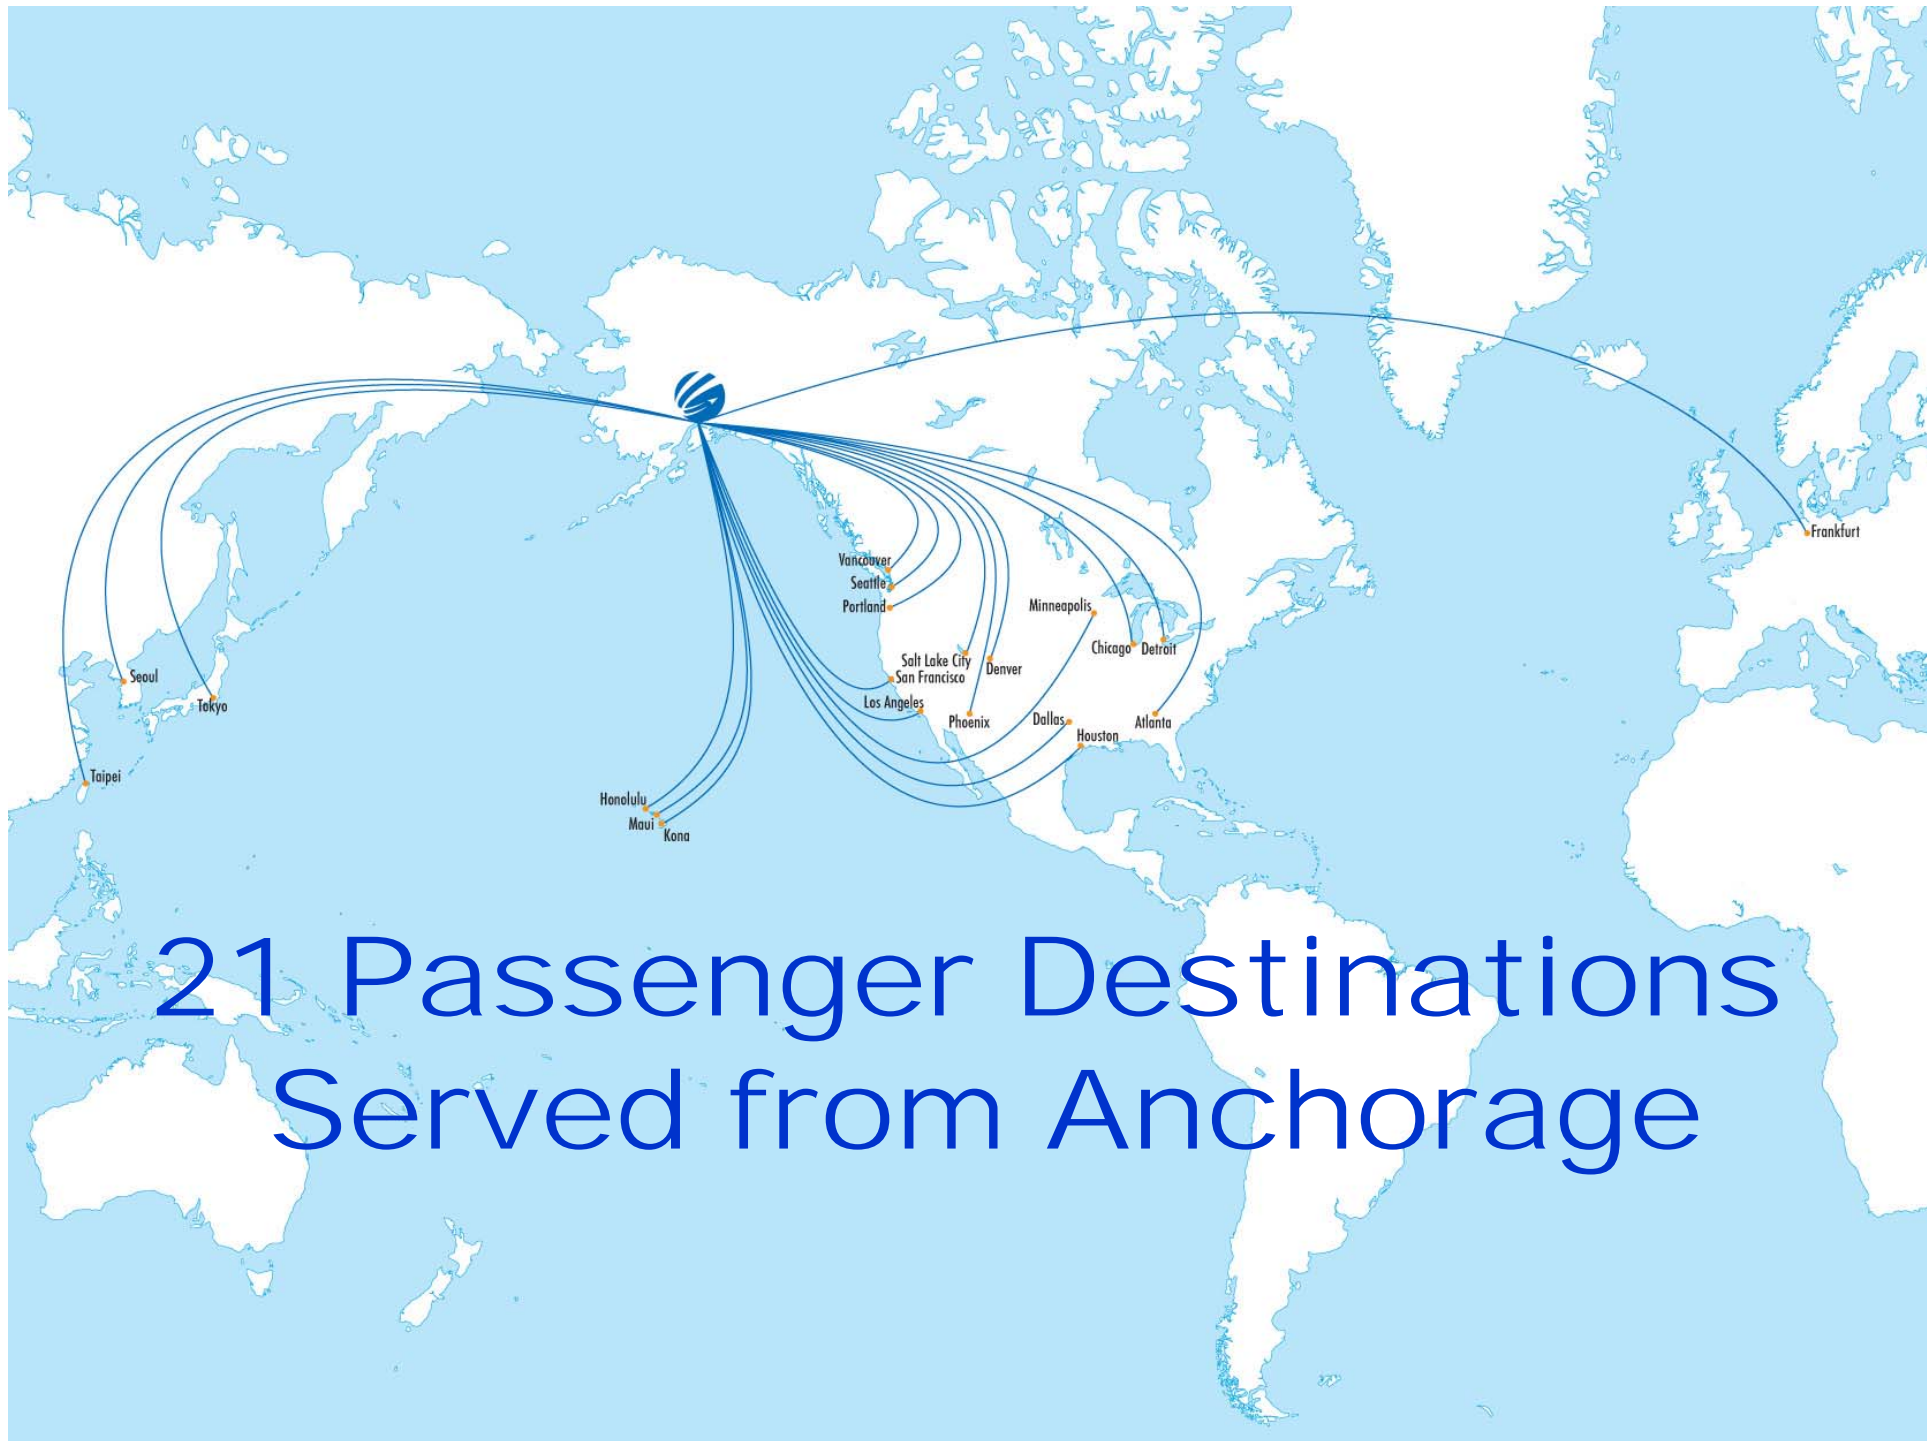 Vancouver
Seattle
Portland
Frankfurt
Minneapolis
Chicago
Detroit
Salt Lake City
Denver
San Francisco
Seoul
Tokyo
Los Angeles
Phoenix
Dallas
Atlanta
Houston
Taipei
Honolulu
Maui
Kona
21 Passenger Destinations
Served from Anchorage